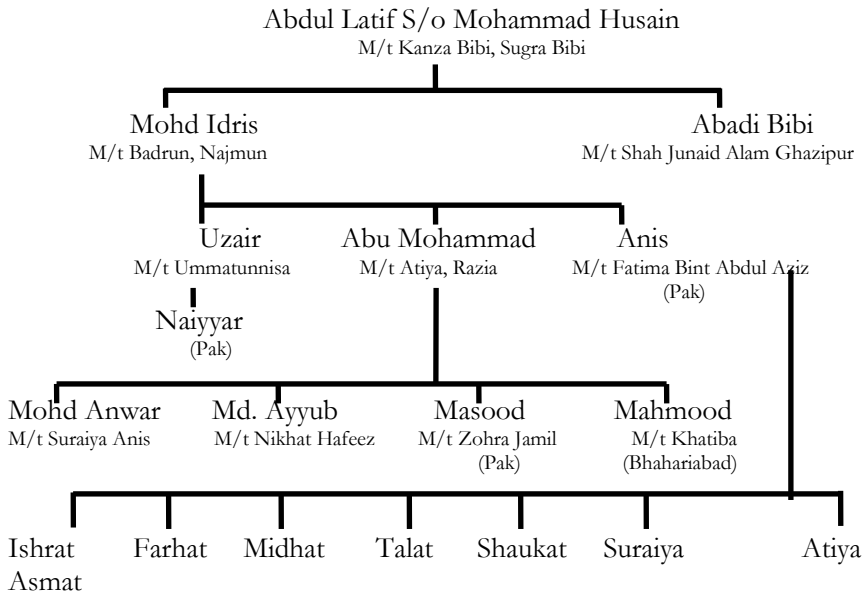 Abdul Latif S/o Mohammad Husain
M/t Kanza Bibi, Sugra Bibi
Mohd Idris
M/t Badrun, Najmun
Abadi Bibi
M/t Shah Junaid Alam Ghazipur
Uzair
M/t Ummatunnisa
Abu Mohammad
M/t Atiya, Razia
Anis
M/t Fatima Bint Abdul Aziz
(Pak)
Naiyyar
(Pak)
Mohd Anwar
M/t Suraiya Anis
Md. Ayyub
M/t Nikhat Hafeez
Masood
M/t Zohra Jamil
(Pak)
Mahmood
M/t Khatiba
(Bhahariabad)
Ishrat
Asmat
Farhat
Midhat
Talat
Shaukat
Suraiya
Atiya